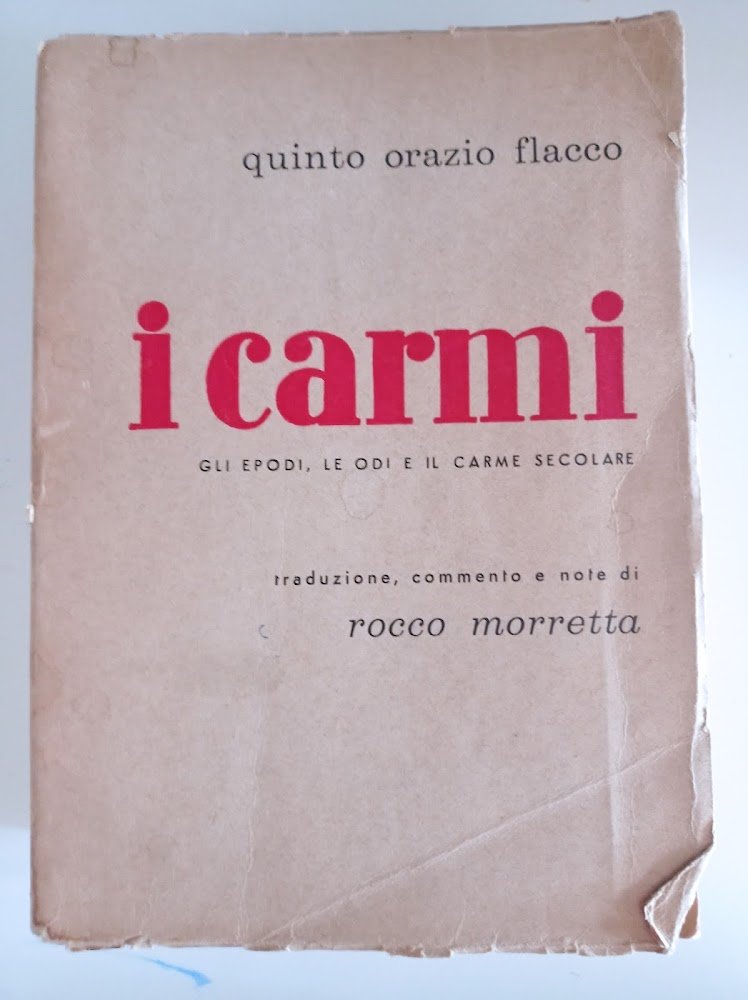 quinto orazio flacco
i carmi
GLI EPODI, LE ODI E IL CARME SECOLARE
traduzione, commento e note di
rocco morretta